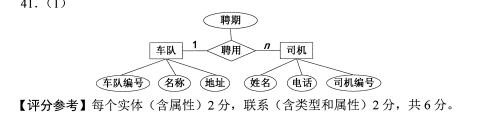 41．(1)
聘期
车队 1 聘用 n 司机
车队编号 名称 地址 姓名 电话 司机编号
【评分参考】每个实体（含属性）2 分，联系（含类型和属性）2 分，共 6 分。